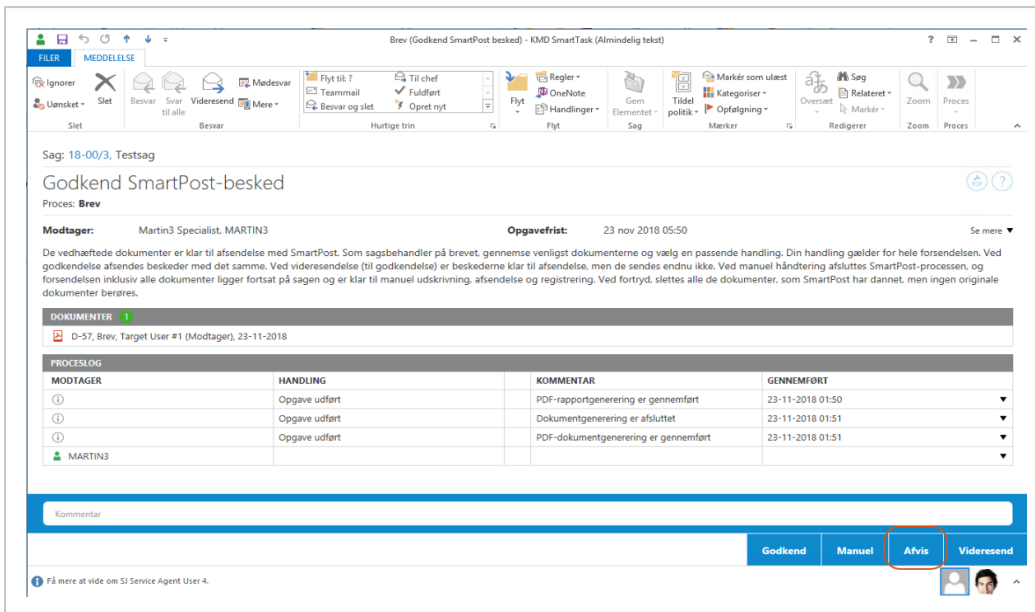 Brev (Godkend SmartPost besked) - KMD SmartTask (Almindelig tekst)
FILER MEDDELELSE
Ignorer
Uønsket
Slet
Besvar
Svar til alle
Videresend
Mødesvar
Mere
Flyt til: ?
Teammail
Besvar og slet
Til chef
Fuldført
Opret nyt
Flyt
Regler
OneNote
Handlinger
Gem Elementet
Tildel politik
Markér som ulæst
Kategoriser
Opfølgning
Oversæt
Søg
Relateret
Markér
Zoom
Proces
Slet Besvar Hurtige trin Flyt Sag Mærker Redigerer Zoom Proces
Sag: 18-00/3, Testsag
Godkend SmartPost-besked
PDF ?
Proces: Brev
Modtager: Martin3 Specialist, MARTIN3 Opgavefrist: 23 nov 2018 05:50 Se mere
De vedhæftede dokumenter er klar til afsendelse med SmartPost. Som sagsbehandler på brevet, gennemse venligst dokumenterne og vælg en passende handling. Din handling gælder for hele forsendelsen. Ved
godkendelse afsendes beskeder med det samme. Ved videresendelse (til godkendelse) er beskederne klar til afsendelse, men de sendes endnu ikke. Ved manuel håndtering afsluttes SmartPost-processen, og
forsendelsen inklusiv alle dokumenter ligger fortsat på sagen og er klar til manuel udskrivning, afsendelse og registrering. Ved fortryd, slettes alle de dokumenter, som SmartPost har dannet, men ingen originale
dokumenter berøres.
DOKUMENTER 1
D-57, Brev, Target User #1 (Modtager), 23-11-2018
PROCESLOG
MODTAGER HANDLING KOMMENTAR GENNEMFØRT
Opgave udført PDF-rapportgenerering er gennemført 23-11-2018 01:50
Opgave udført Dokumentgenerering er afsluttet 23-11-2018 01:51
Opgave udført PDF-dokumentgenerering er gennemført 23-11-2018 01:51
MARTIN3
Kommentar
Godkend Manuel Afvis Videresend
Få mere at vide om SJ Service Agent User 4.